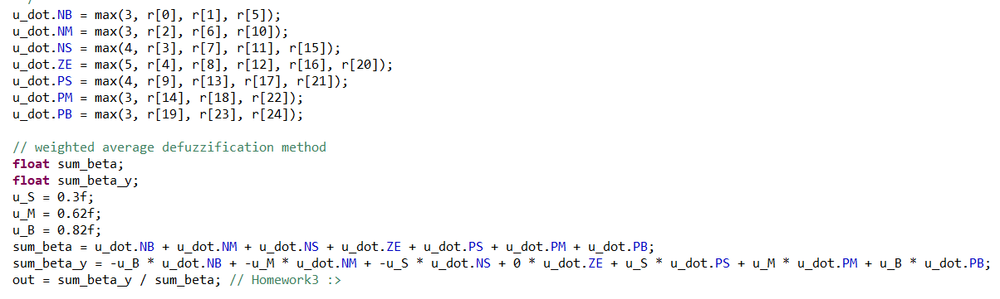 u_dot.NB = max(3, r[0], r[1], r[5]);
u_dot.NM = max(3, r[2], r[6], r[10]);
u_dot.NS = max(4, r[3], r[7], r[11], r[15]);
u_dot.ZE = max(5, r[4], r[8], r[12], r[16], r[20]);
u_dot.PS = max(4, r[9], r[13], r[17], r[21]);
u_dot.PM = max(3, r[14], r[18], r[22]);
u_dot.PB = max(3, r[19], r[23], r[24]);
// weighted average defuzzification method
float sum_beta;
float sum_beta_y;
u_S = 0.3f;
u_M = 0.62f;
u_B = 0.82f;
sum_beta = u_dot.NB + u_dot.NM + u_dot.NS + u_dot.ZE + u_dot.PS + u_dot.PM + u_dot.PB;
sum_beta_y = -u_B * u_dot.NB + -u_M * u_dot.NM + -u_S * u_dot.NS + 0 * u_dot.ZE + u_S * u_dot.PS + u_M * u_dot.PM + u_B * u_dot.PB;
out = sum_beta_y / sum_beta; // Homework3 :>